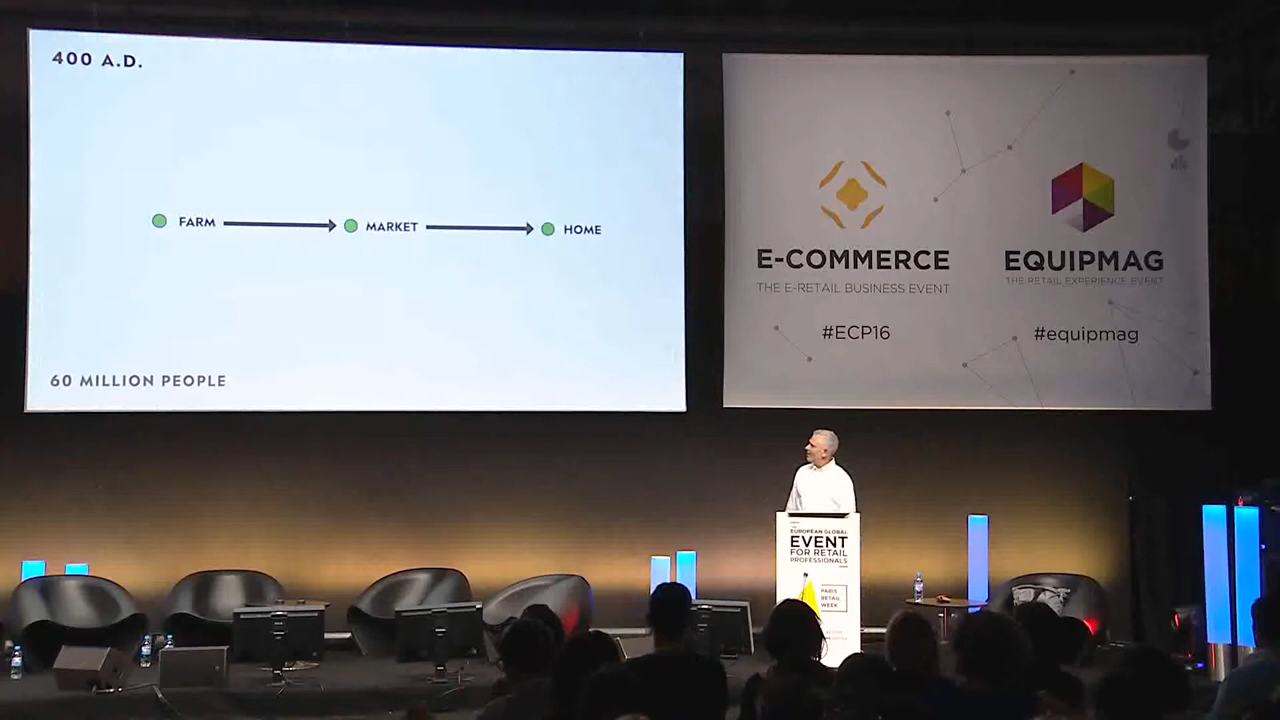 400 A.D.
FARM
MARKET
HOME
60 MILLION PEOPLE
E-COMMERCE
THE E-RETAIL BUSINESS EVENT
#ECP16
EQUIPMAG
THE RETAIL EXPERIENCE EVENT
#equipmag
EUROPEAN GLOBAL
EVENT
FOR RETAIL
PROFESSIONALS
PARIS
RETAIL
WEEK